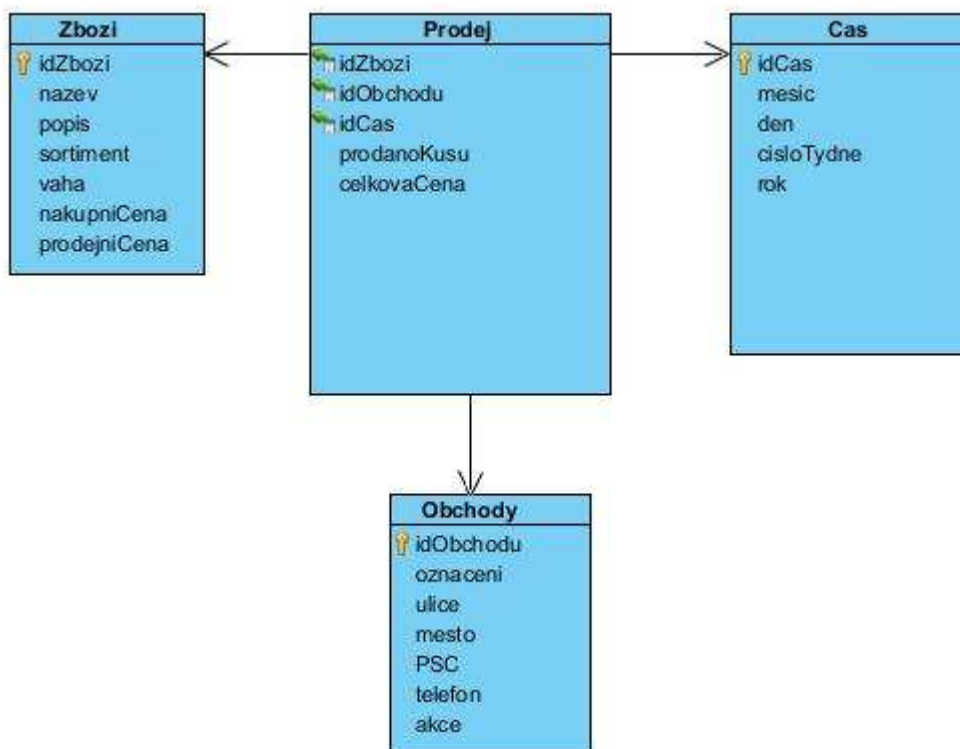 Zbozi
idZbozi
nazev
popis
sortiment
vaha
nakupniCena
prodejniCena
Prodej
idZbozi
idObchodu
idCas
prodanoKusu
celkovaCena
Cas
idCas
mesic
den
cisloTydne
rok
Obchody
idObchodu
oznaceni
ulice
mesto
PSC
telefon
akce